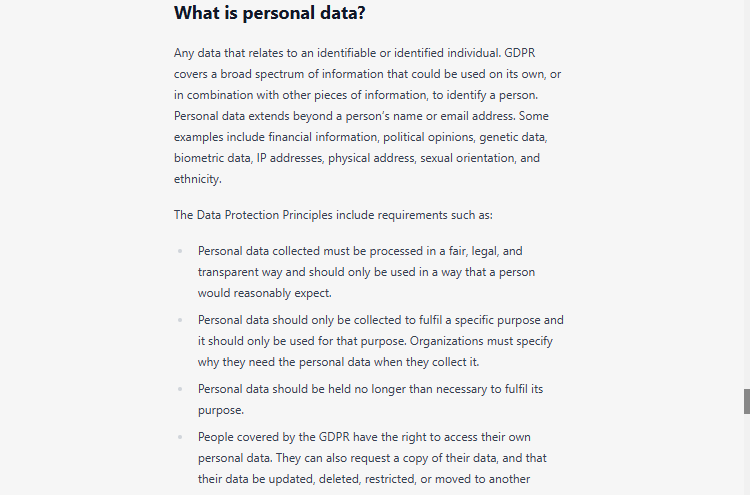 What is personal data?
Any data that relates to an identifiable or identified individual. GDPR
covers a broad spectrum of information that could be used on its own, or
in combination with other pieces of information, to identify a person.
Personal data extends beyond a person's name or email address. Some
examples include financial information, political opinions, genetic data,
biometric data, IP addresses, physical address, sexual orientation, and
ethnicity.
The Data Protection Principles include requirements such as:
Personal data collected must be processed in a fair, legal, and
transparent way and should only be used in a way that a person
would reasonably expect.
Personal data should only be collected to fulfil a specific purpose and
it should only be used for that purpose. Organizations must specify
why they need the personal data when they collect it.
Personal data should be held no longer than necessary to fulfil its
purpose.
People covered by the GDPR have the right to access their own
personal data. They can also request a copy of their data, and that
their data be updated, deleted, restricted, or moved to another